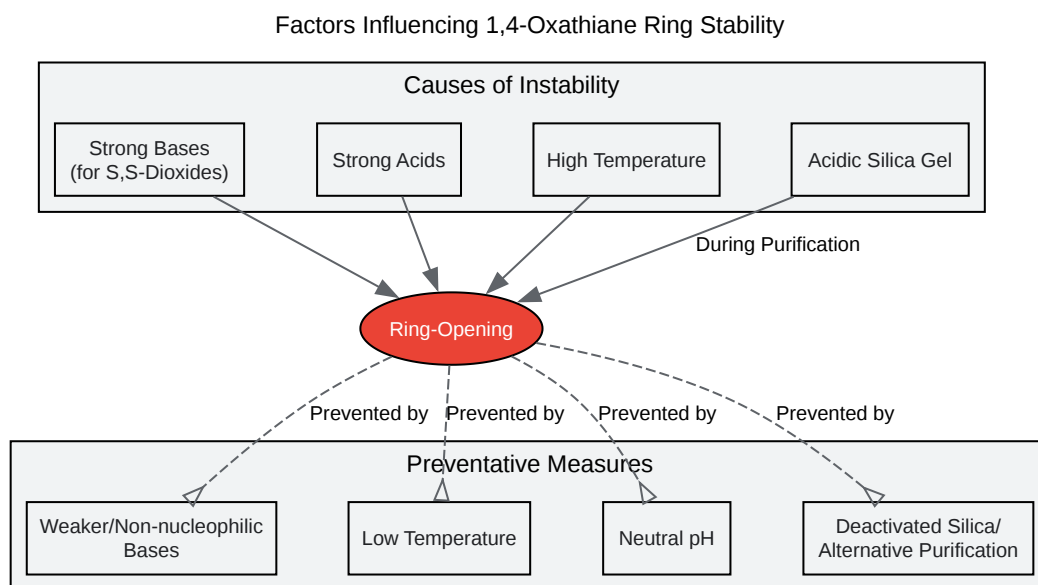 Factors Influencing 1,4-Oxathiane Ring Stability
Causes of Instability
Strong Bases
(for S,S-Dioxides)
Strong Acids
High Temperature
Acidic Silica Gel
During Purification
Ring-Opening
Prevented by
Prevented by
Prevented by
Prevented by
Preventative Measures
Weaker/Non-nucleophilic
Bases
Low Temperature
Neutral pH
Deactivated Silica/
Alternative Purification